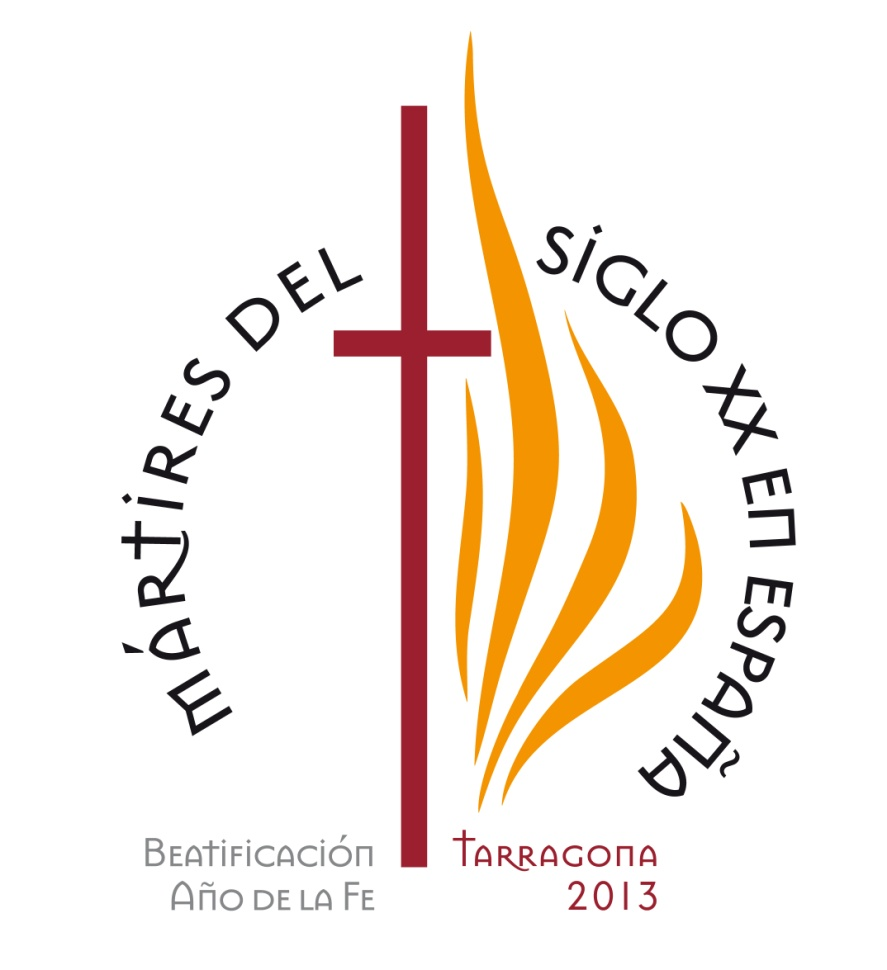 MÁRTIRES DEL SIGLO XX EN ESPAÑA
BEATIFICACIÓN
AÑO DE LA FE
TARRAGONA
2013